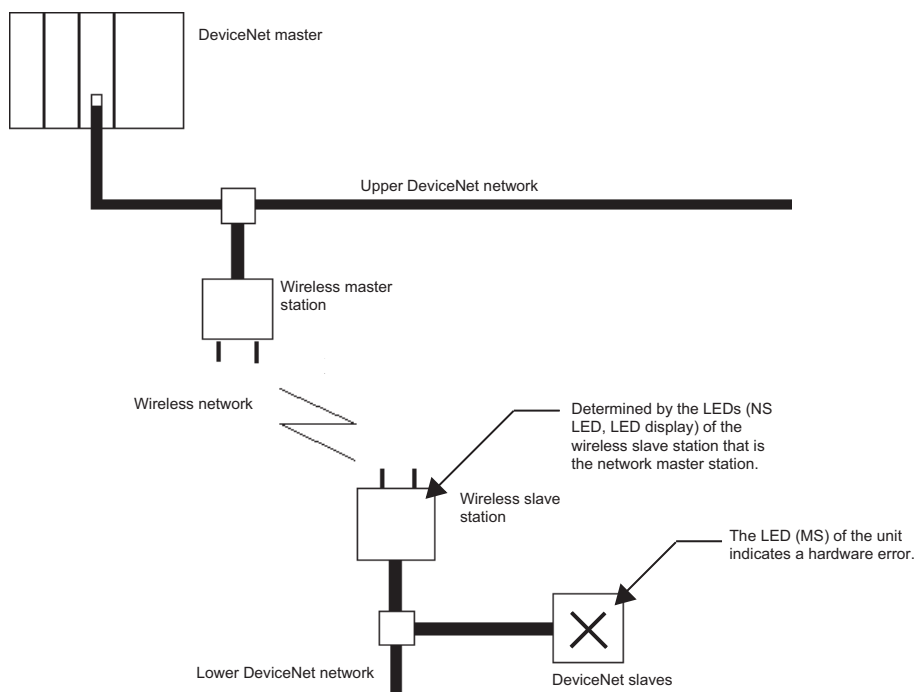 DeviceNet master
Upper DeviceNet network
Wireless master
station
Wireless network
Determined by the LEDs (NS
LED, LED display) of the
wireless slave station that is
the network master station.
Wireless slave
station
The LED (MS) of the unit
indicates a hardware error.
Lower DeviceNet network
DeviceNet slaves